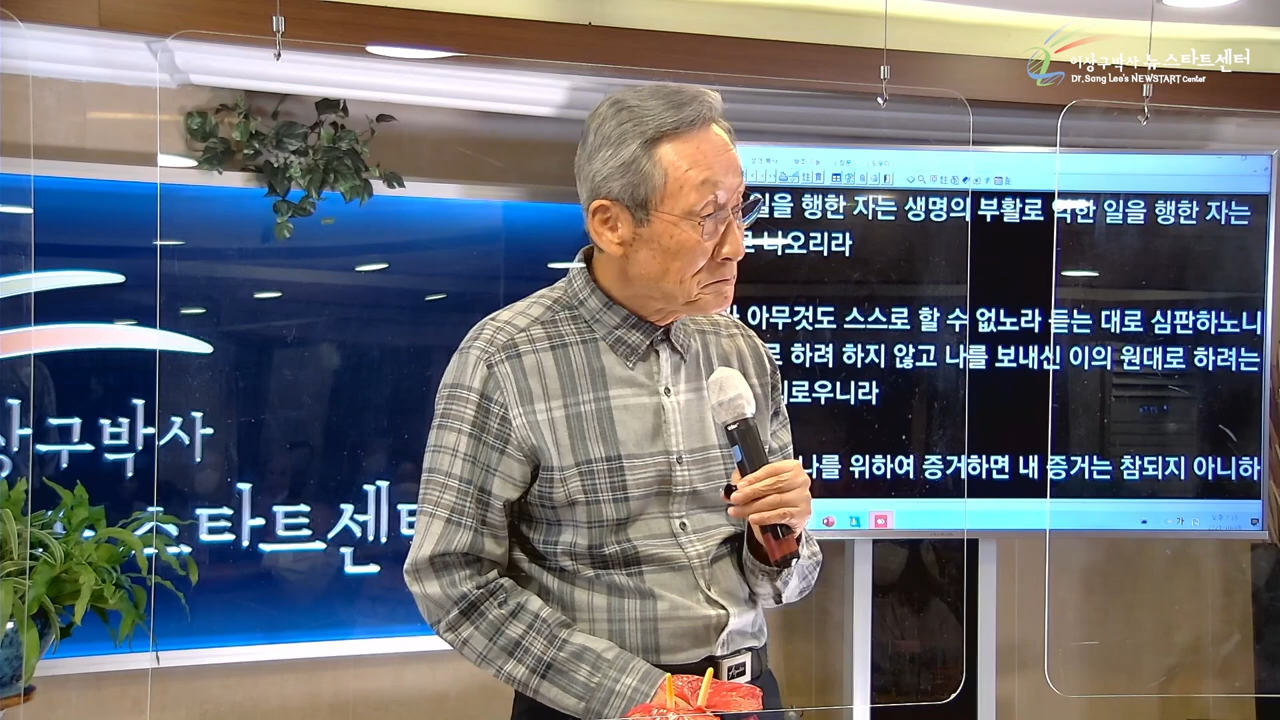 이상구박사 뉴스타트센터
Dr. Sang Lee's NEWSTART Center
도움말
일을 행한 자는 생명의 부활로 악한 일을 행한 자는
나오리라
아무것도 스스로 할 수 없노라 듣는 대로 심판하노니
하려 하지 않고 나를 보내신 이의 원대로 하려는
로우니라
나를 위하여 증거하면 내 증거는 참되지 아니하
가
상구박사
스타트센